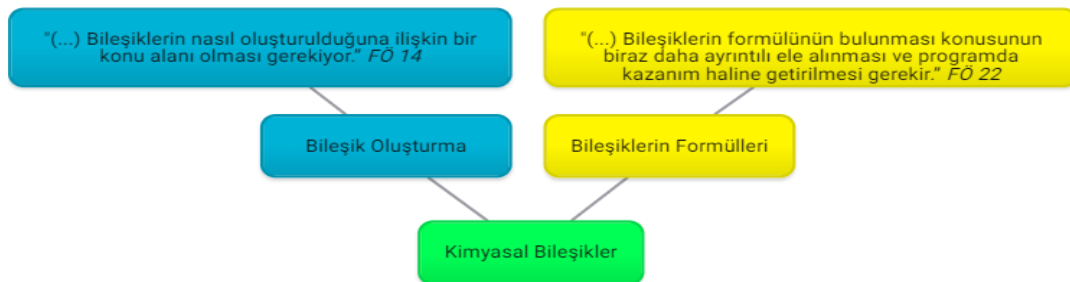 "(...) Bileşiklerin nasıl oluşturulduğuna ilişkin bir
konu alanı olması gerekiyor." FÖ 14
"(...) Bileşiklerin formülünün bulunması konusunun
biraz daha ayrıntılı ele alınması ve programda
kazanım haline getirilmesi gerekir." FÖ 22
Bileşik Oluşturma
Bileşiklerin Formülleri
Kimyasal Bileşikler